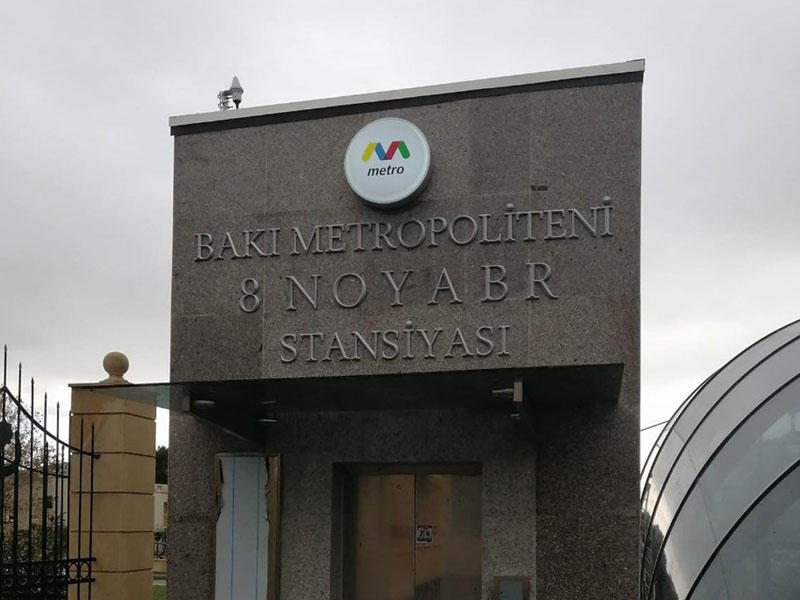 metro
BAKI METROPOLİTENİ
8 NOYABR
STANSİYASI